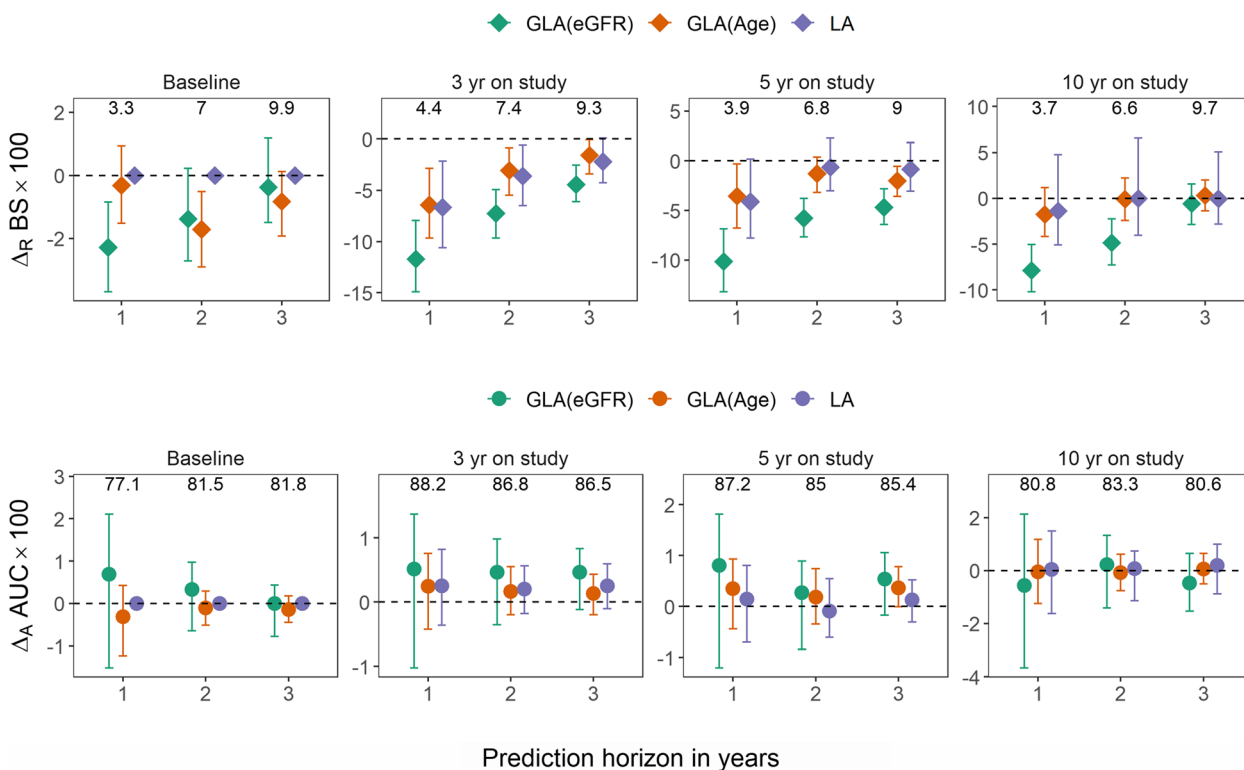 GLA(eGFR) GLA(Age) LA
Baseline 3 yr on study 5 yr on study 10 yr on study
3.3 7 9.9 4.4 7.4 9.3 3.9 6.8 9 3.7 6.6 9.7
Δ_R BS × 100
2
0
-2
0
-5
-10
-15
5
0
-5
-10
10
5
0
-5
-10
1 2 3 1 2 3 1 2 3 1 2 3
GLA(eGFR) GLA(Age) LA
Baseline 3 yr on study 5 yr on study 10 yr on study
77.1 81.5 81.8 88.2 86.8 86.5 87.2 85 85.4 80.8 83.3 80.6
Δ_A AUC × 100
3
2
1
0
-1
1
0
-1
2
1
0
-1
2
0
-2
-4
1 2 3 1 2 3 1 2 3 1 2 3
Prediction horizon in years